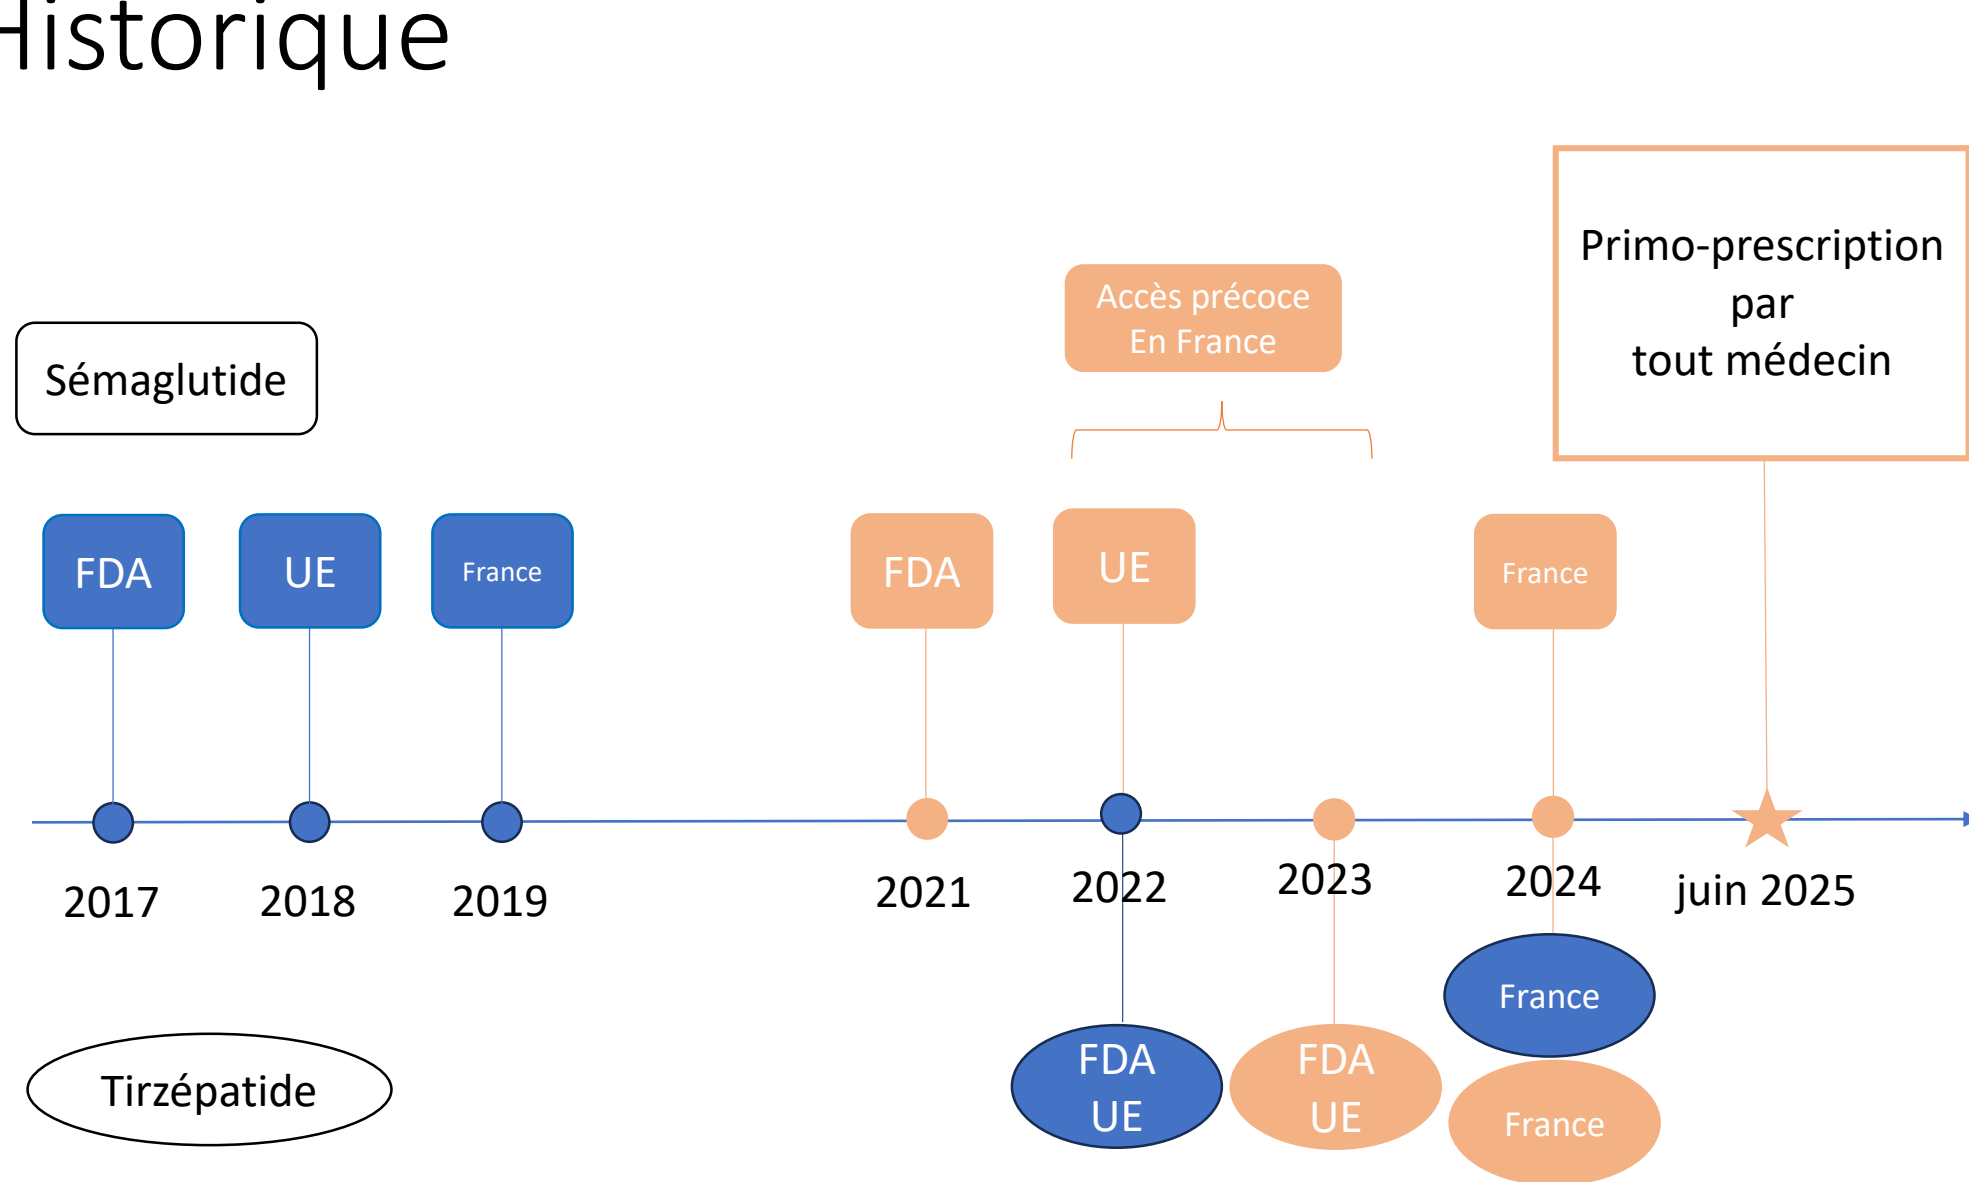 Historique
Primo-prescription
par
tout médecin
Accès précoce
En France
Sémaglutide
FDA
UE
France
FDA
UE
France
2017
2018
2019
2021
2022
2023
2024
juin 2025
France
Tirzépatide
FDA
UE
FDA
UE
France